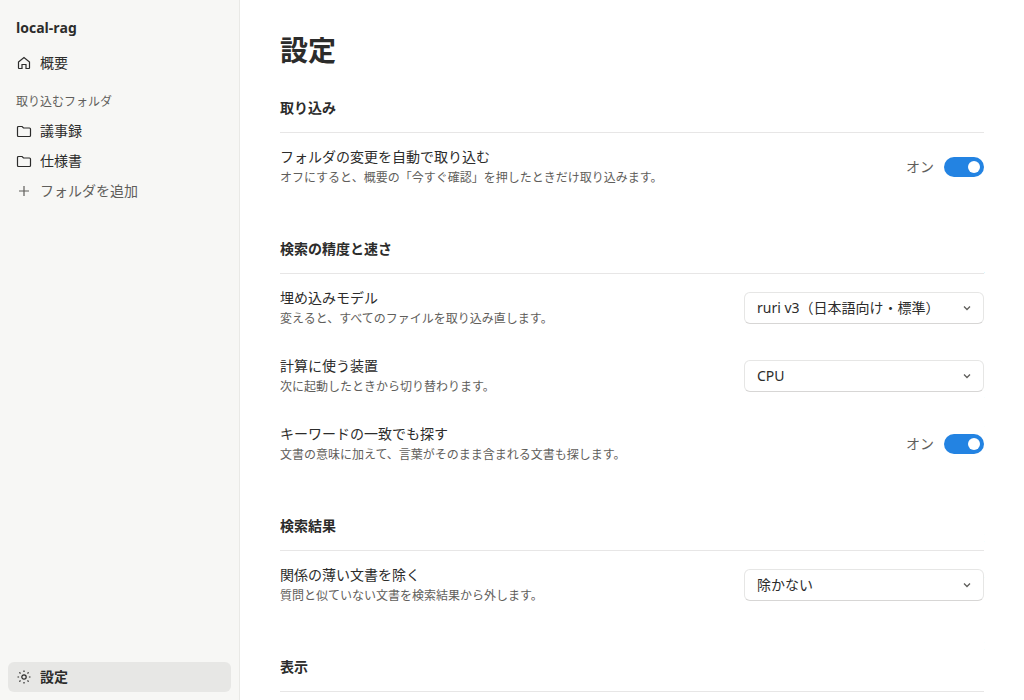 local-rag
概要
取り込むフォルダ
議事録
仕様書
フォルダを追加
設定
設定
取り込み
フォルダの変更を自動で取り込む
オフにすると、概要の「今すぐ確認」を押したときだけ取り込みます。
オン
検索の精度と速さ
埋め込みモデル
変えると、すべてのファイルを取り込み直します。
ruri v3（日本語向け・標準）
計算に使う装置
次に起動したときから切り替わります。
CPU
キーワードの一致でも探す
文書の意味に加えて、言葉がそのまま含まれる文書も探します。
オン
検索結果
関係の薄い文書を除く
質問と似ていない文書を検索結果から外します。
除かない
表示